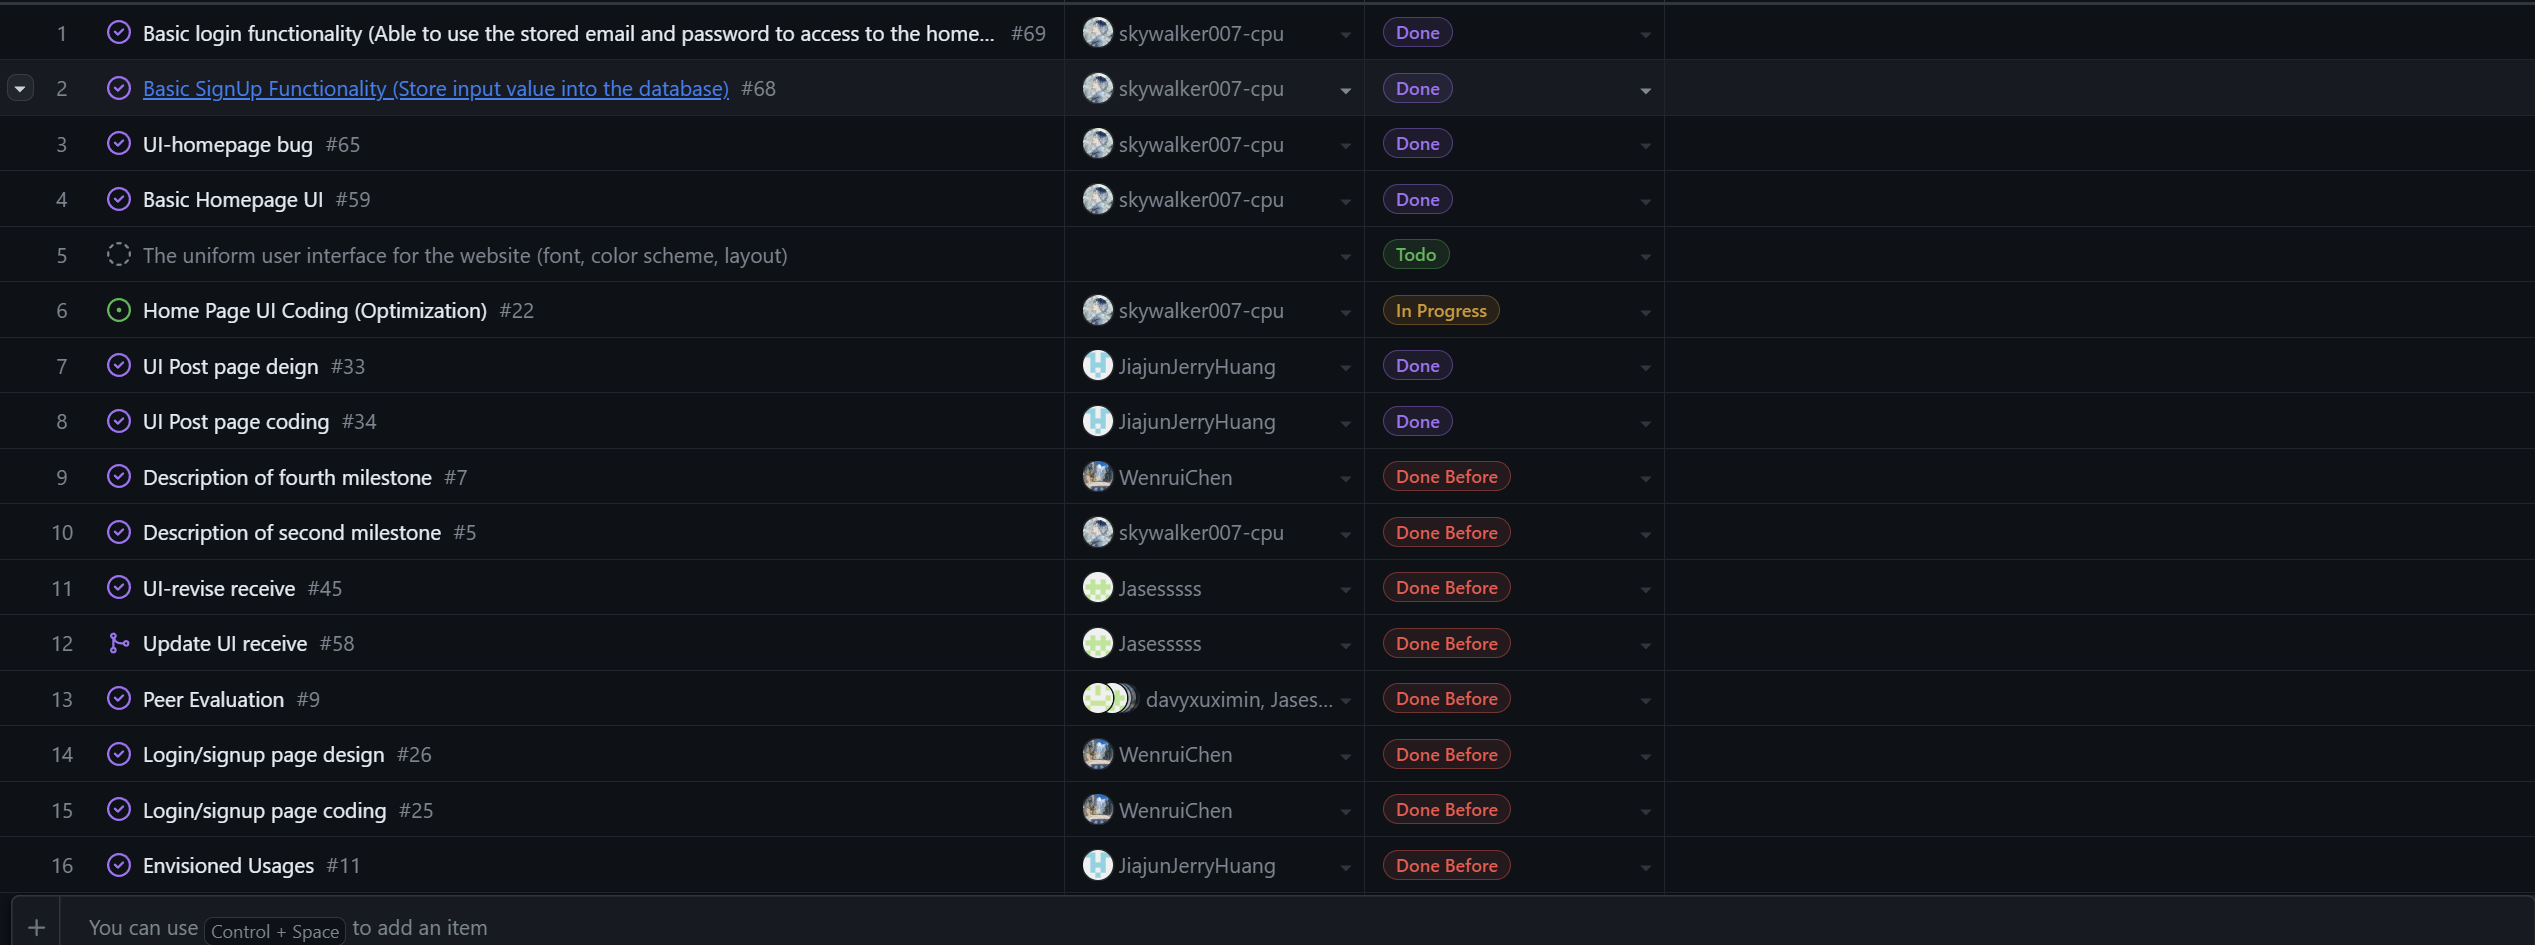 1 Basic login functionality (Able to use the stored email and password to access to the home... #69 skywalker007-cpu Done
2 Basic SignUp Functionality (Store input value into the database) #68 skywalker007-cpu Done
3 UI-homepage bug #65 skywalker007-cpu Done
4 Basic Homepage UI #59 skywalker007-cpu Done
5 The uniform user interface for the website (font, color scheme, layout) Todo
6 Home Page UI Coding (Optimization) #22 skywalker007-cpu In Progress
7 UI Post page deign #33 JiajunJerryHuang Done
8 UI Post page coding #34 JiajunJerryHuang Done
9 Description of fourth milestone #7 WenruiChen Done Before
10 Description of second milestone #5 skywalker007-cpu Done Before
11 UI-revise receive #45 Jasesssss Done Before
12 Update UI receive #58 Jasesssss Done Before
13 Peer Evaluation #9 davyxuximin, Jases... Done Before
14 Login/signup page design #26 WenruiChen Done Before
15 Login/signup page coding #25 WenruiChen Done Before
16 Envisioned Usages #11 JiajunJerryHuang Done Before
+ You can use Control + Space to add an item